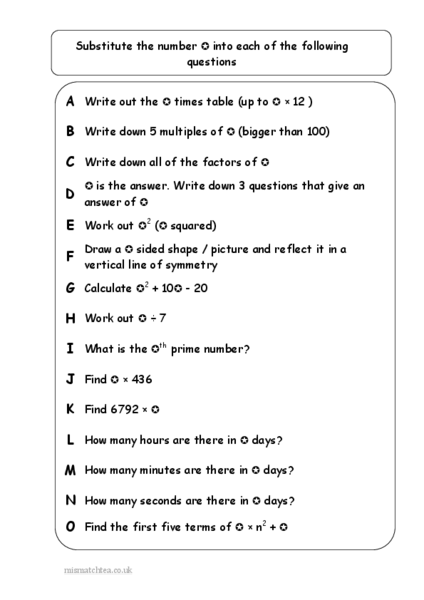 Substitute the number ✪ into each of the following
questions
A Write out the ✪ times table (up to ✪ × 12 )
B Write down 5 multiples of ✪ (bigger than 100)
C Write down all of the factors of ✪
D ✪ is the answer. Write down 3 questions that give an
answer of ✪
E Work out ✪² (✪ squared)
F Draw a ✪ sided shape / picture and reflect it in a
vertical line of symmetry
G Calculate ✪² + 10✪ - 20
H Work out ✪ ÷ 7
I What is the ✪ᵗʰ prime number?
J Find ✪ × 436
K Find 6792 × ✪
L How many hours are there in ✪ days?
M How many minutes are there in ✪ days?
N How many seconds are there in ✪ days?
O Find the first five terms of ✪ × n² + ✪
mismatchtea.co.uk